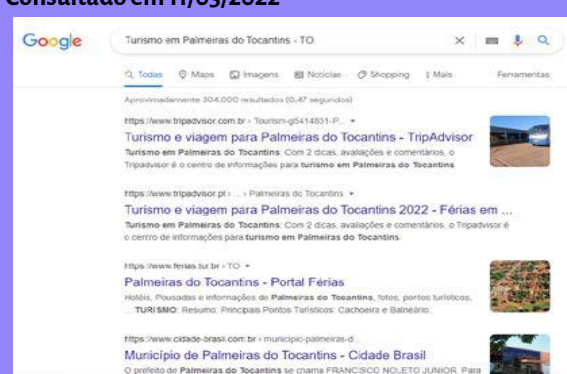 Consultado em 11/03/2022
Google
Turismo em Palmeiras do Tocantins - TO.
Todas Maps Imagens Notícias Shopping Mais Ferramentas
Aproximadamente 304.000 resultados (0,47 segundos)
https://www.tripadvisor.com.br › Tourism-g5414831-P...
Turismo e viagem para Palmeiras do Tocantins - TripAdvisor
Turismo em Palmeiras do Tocantins: Com 2 dicas, avaliações e comentários, o
Tripadvisor é o centro de informações para turismo em Palmeiras do Tocantins
https://www.tripadvisor.pt › ... › Palmeiras do Tocantins
Turismo e viagem para Palmeiras do Tocantins 2022 - Férias em ...
Turismo em Palmeiras do Tocantins: Com 2 dicas, avaliações e comentários, o Tripadvisor é
o centro de informações para turismo em Palmeiras do Tocantins.
https://www.ferias.tur.br › TO
Palmeiras do Tocantins - Portal Férias
Hotéis, Pousadas e informações de Palmeiras do Tocantins, fotos, pontos turísticos,
... TURISMO: Resumo: Principais Pontos Turísticos: Cachoeira e Balneário.
https://www.cidade-brasil.com.br › municipio-palmeiras-d...
Município de Palmeiras do Tocantins - Cidade Brasil
O prefeito de Palmeiras do Tocantins se chama FRANCISCO NOLETO JUNIOR. Para